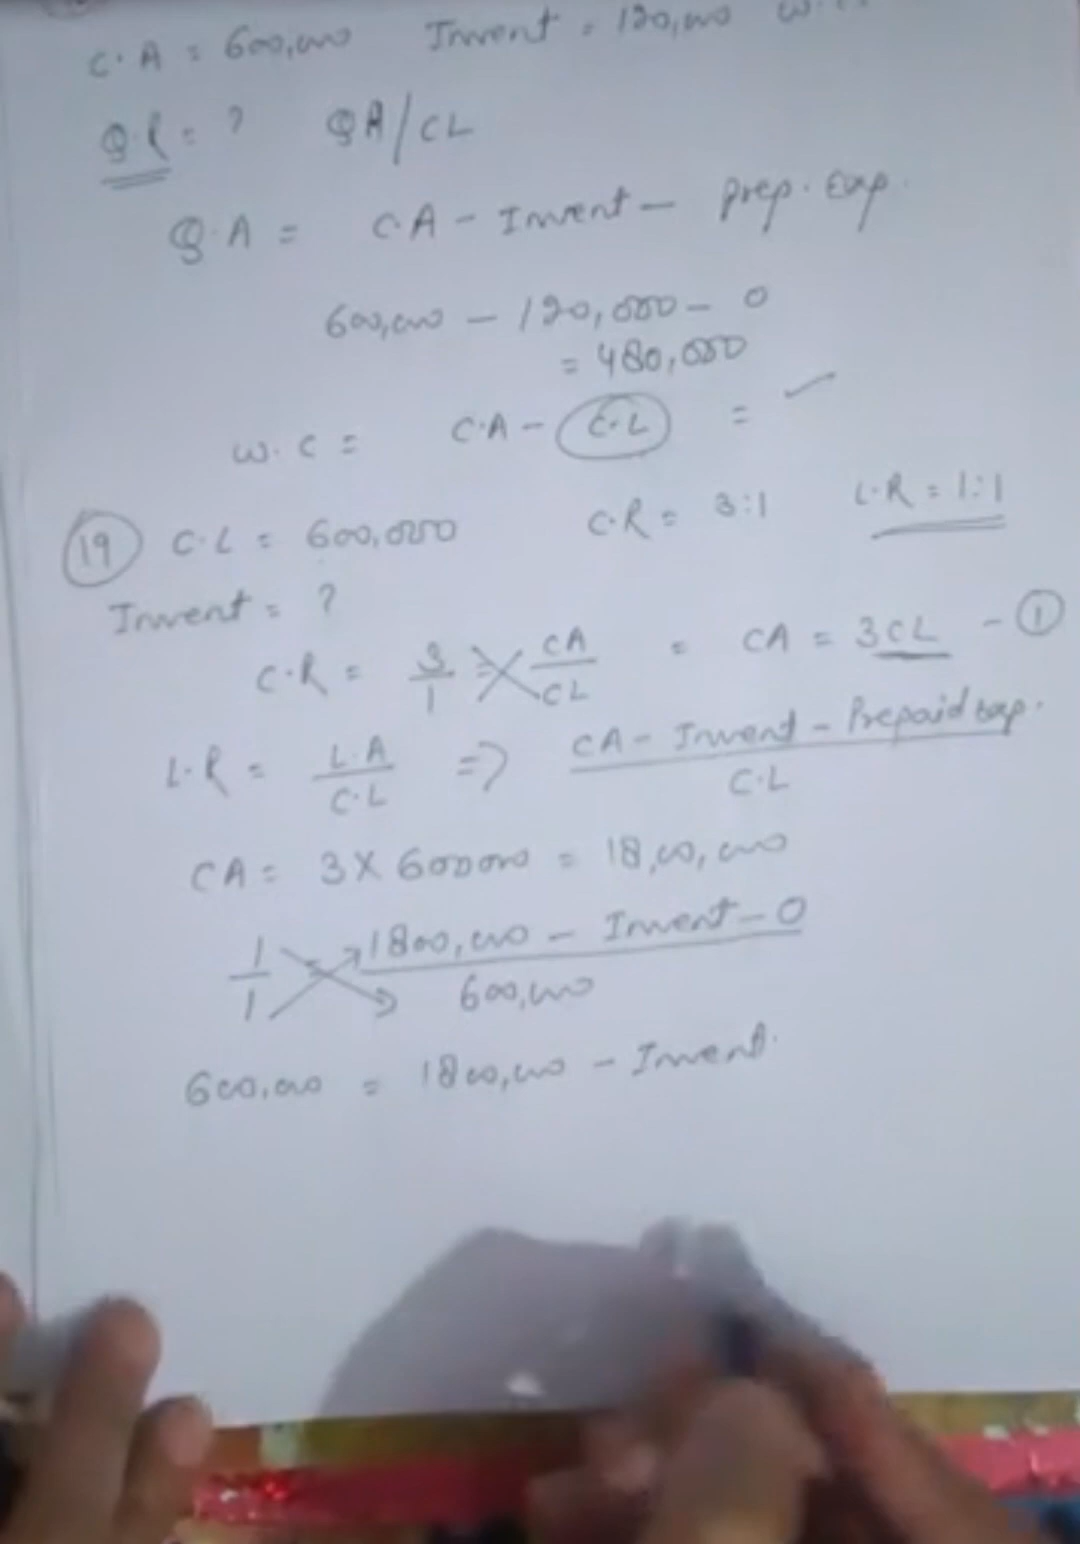 C.A = 600,000 Invent = 120,000
Q.R = ? QA/CL
Q.A = C.A - Invent - Prep. Exp.
600,000 - 120,000 - 0
= 480,000
W.C = C.A - C.L =
19 C.L = 600,000 C.R = 3:1 L.R = 1:1
Invent = ?
C.R = 3/1 = CA/CL = CA = 3CL - 1
L.R = L.A/C.L => CA - Invent - Prepaid Exp./C.L
CA = 3 X 600000 = 18,00,000
1/1 = 1800,000 - Invent - 0/600,000
600,000 = 1800,000 - Invent.